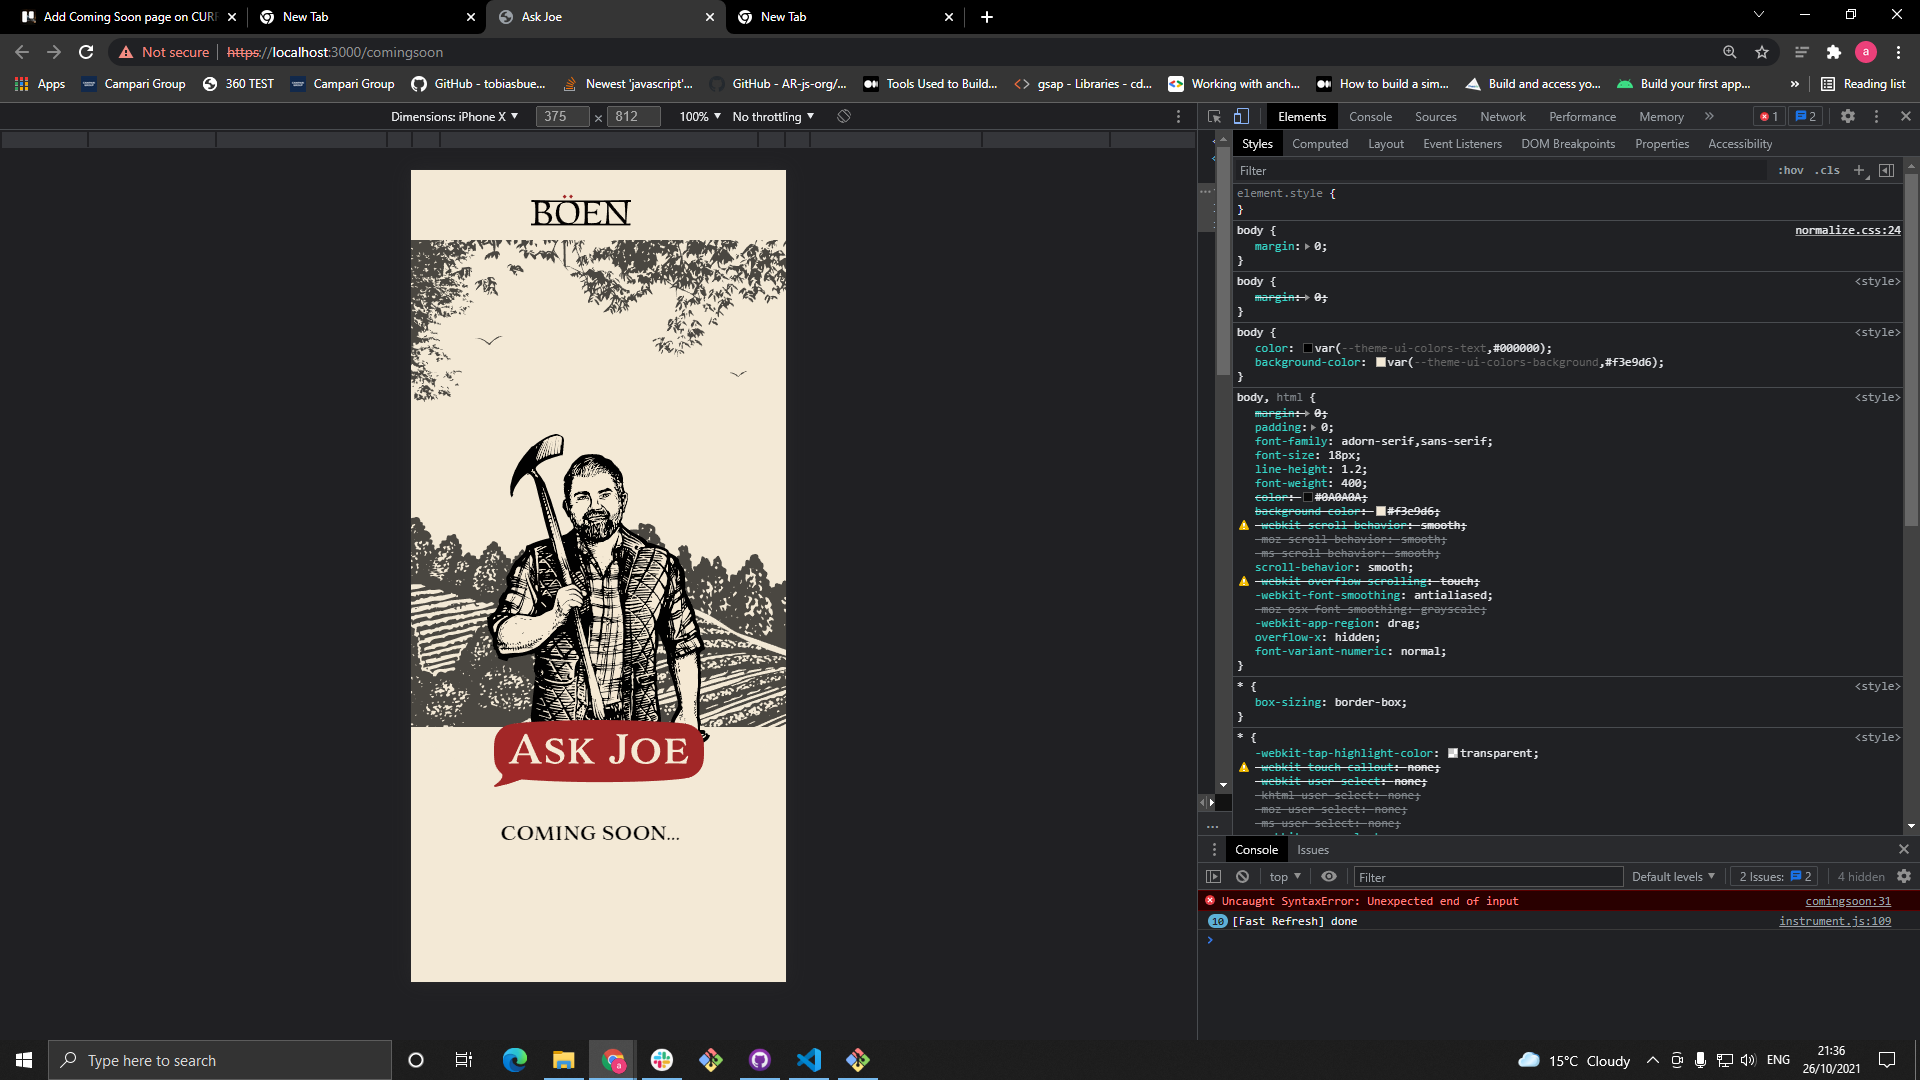 Add Coming Soon page on CURR
New Tab
Ask Joe
New Tab
Not secure https://localhost:3000/comingsoon
a
Apps
Campari Group
360 TEST
Campari Group
GitHub - tobiasbue...
Newest 'javascript'...
GitHub - AR-js-org/...
Tools Used to Build...
gsap - Libraries - cd...
Working with anch...
How to build a sim...
Build and access yo...
Build your first app...
»
Reading list
Dimensions: iPhone X 375 × 812 100% No throttling
Elements Console Sources Network Performance Memory » 1 2
Styles Computed Layout Event Listeners DOM Breakpoints Properties Accessibility
Filter :hov .cls +
element.style {
}
body { normalize.css:24
margin: 0;
}
body { <style>
margin: 0;
}
body { <style>
color: var(--theme-ui-colors-text,#000000);
background-color: var(--theme-ui-colors-background,#f3e9d6);
}
body, html { <style>
margin: 0;
padding: 0;
font-family: adorn-serif,sans-serif;
font-size: 18px;
line-height: 1.2;
font-weight: 400;
color: #0A0A0A;
background-color: #f3e9d6;
-webkit-scroll-behavior: smooth;
-moz-scroll-behavior: smooth;
-ms-scroll-behavior: smooth;
scroll-behavior: smooth;
-webkit-overflow-scrolling: touch;
-webkit-font-smoothing: antialiased;
-moz-osx-font-smoothing: grayscale;
-webkit-app-region: drag;
overflow-x: hidden;
font-variant-numeric: normal;
}
* { <style>
box-sizing: border-box;
}
* { <style>
-webkit-tap-highlight-color: transparent;
-webkit-touch-callout: none;
-webkit-user-select: none;
-khtml-user-select: none;
-moz-user-select: none;
-ms-user-select: none;
BÖEN
ASK JOE
COMING SOON...
Console Issues
top Filter Default levels 2 Issues: 2 4 hidden
Uncaught SyntaxError: Unexpected end of input comingsoon:31
10 [Fast Refresh] done instrument.js:109
Type here to search
15°C Cloudy
ENG
21:36
26/10/2021